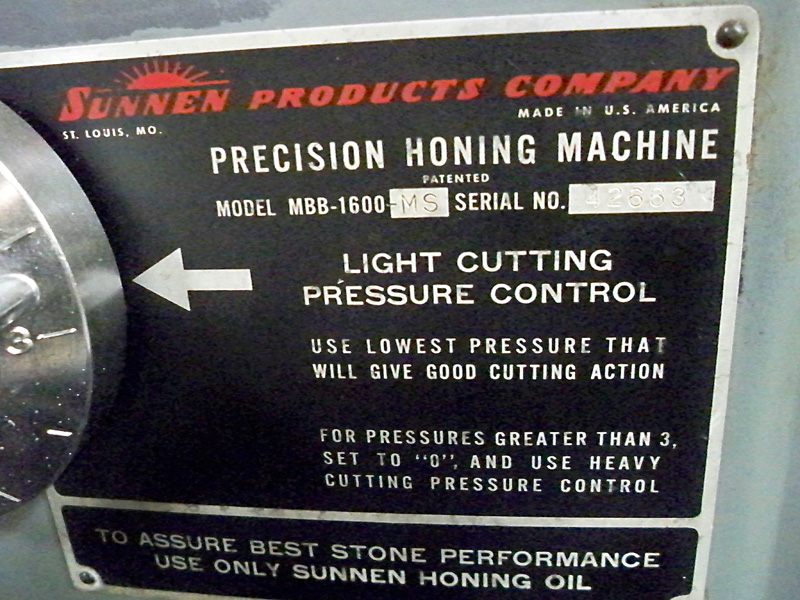 SUNNEN PRODUCTS COMPANY
ST. LOUIS, MO.
MADE IN U.S. AMERICA
PRECISION HONING MACHINE
PATENTED
MODEL MBB-1600-MS SERIAL NO. 42663
LIGHT CUTTING
PRESSURE CONTROL
USE LOWEST PRESSURE THAT
WILL GIVE GOOD CUTTING ACTION
3
FOR PRESSURES GREATER THAN 3,
SET TO "0", AND USE HEAVY
CUTTING PRESSURE CONTROL
TO ASSURE BEST STONE PERFORMANCE
USE ONLY SUNNEN HONING OIL